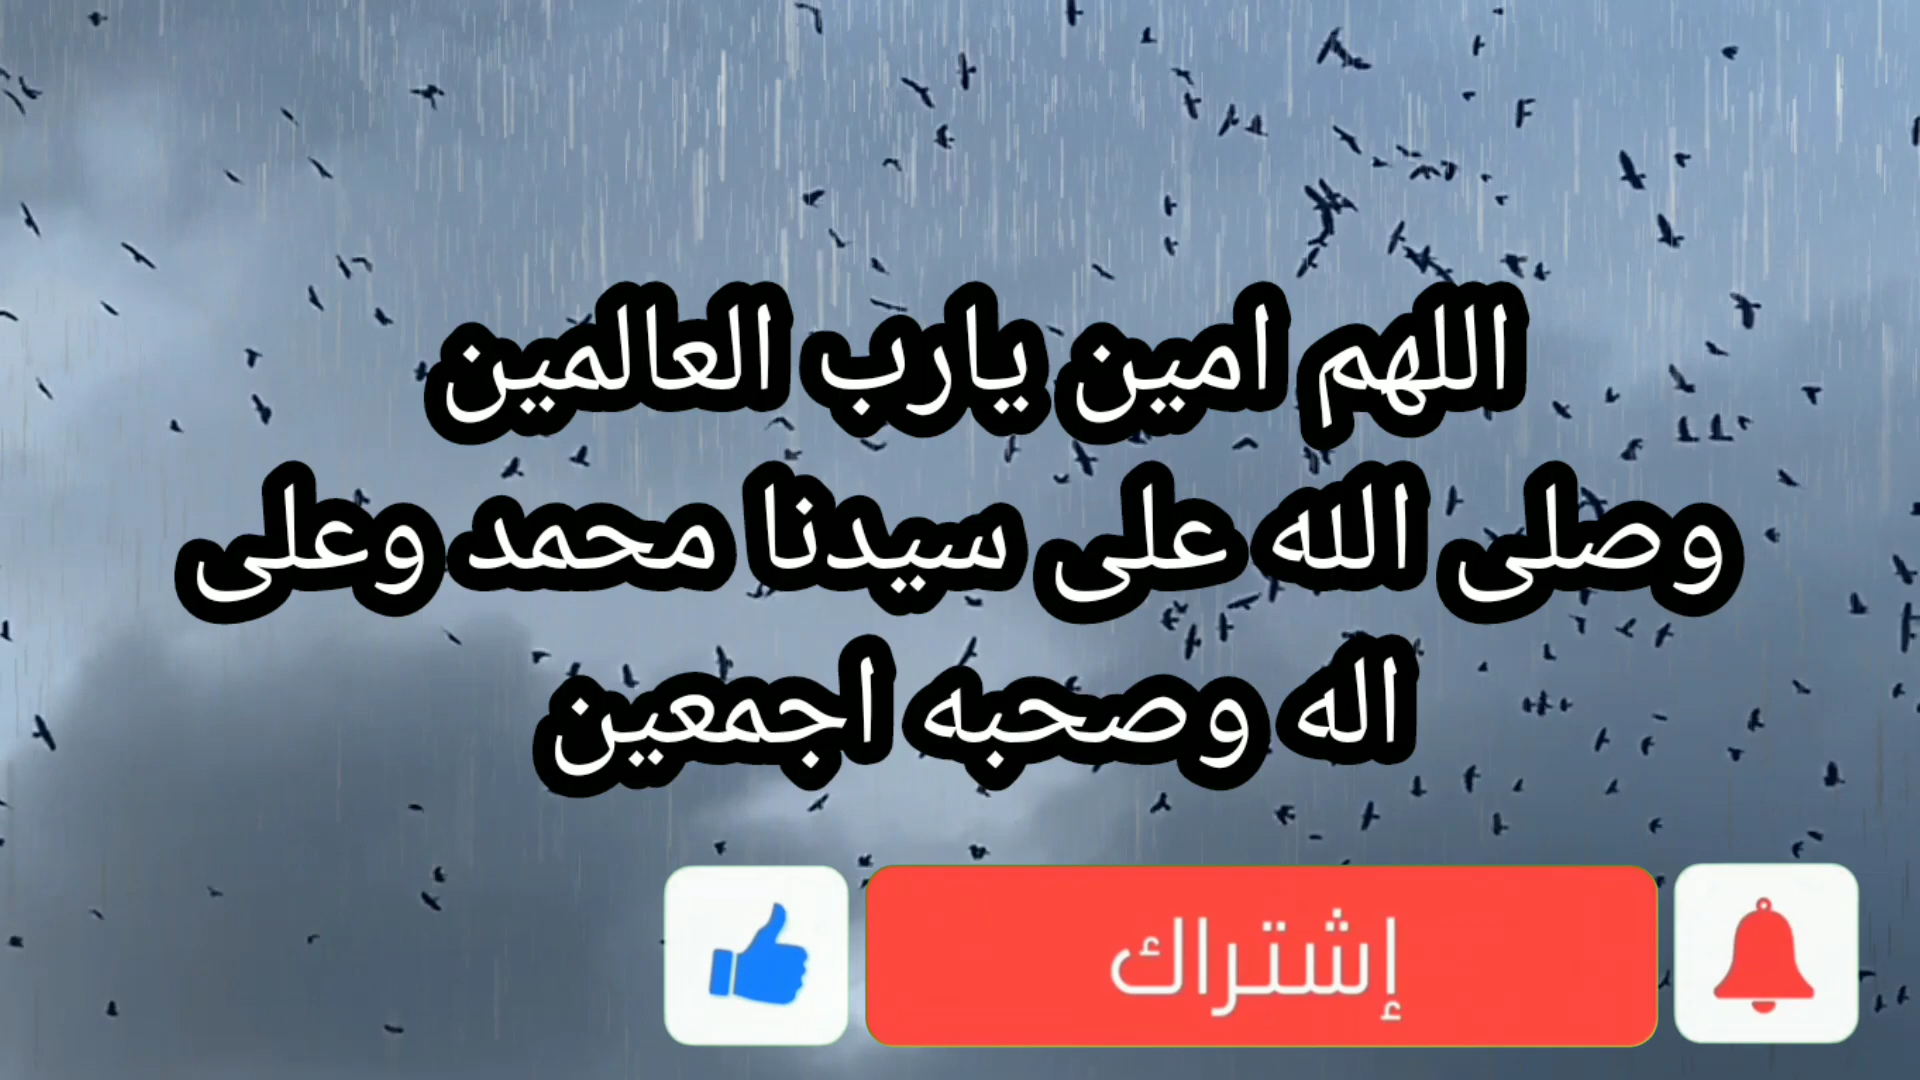 اللهم امين يارب العالمين
وصلى الله على سيدنا محمد وعلى
اله وصحبه اجمعين
إشتراك